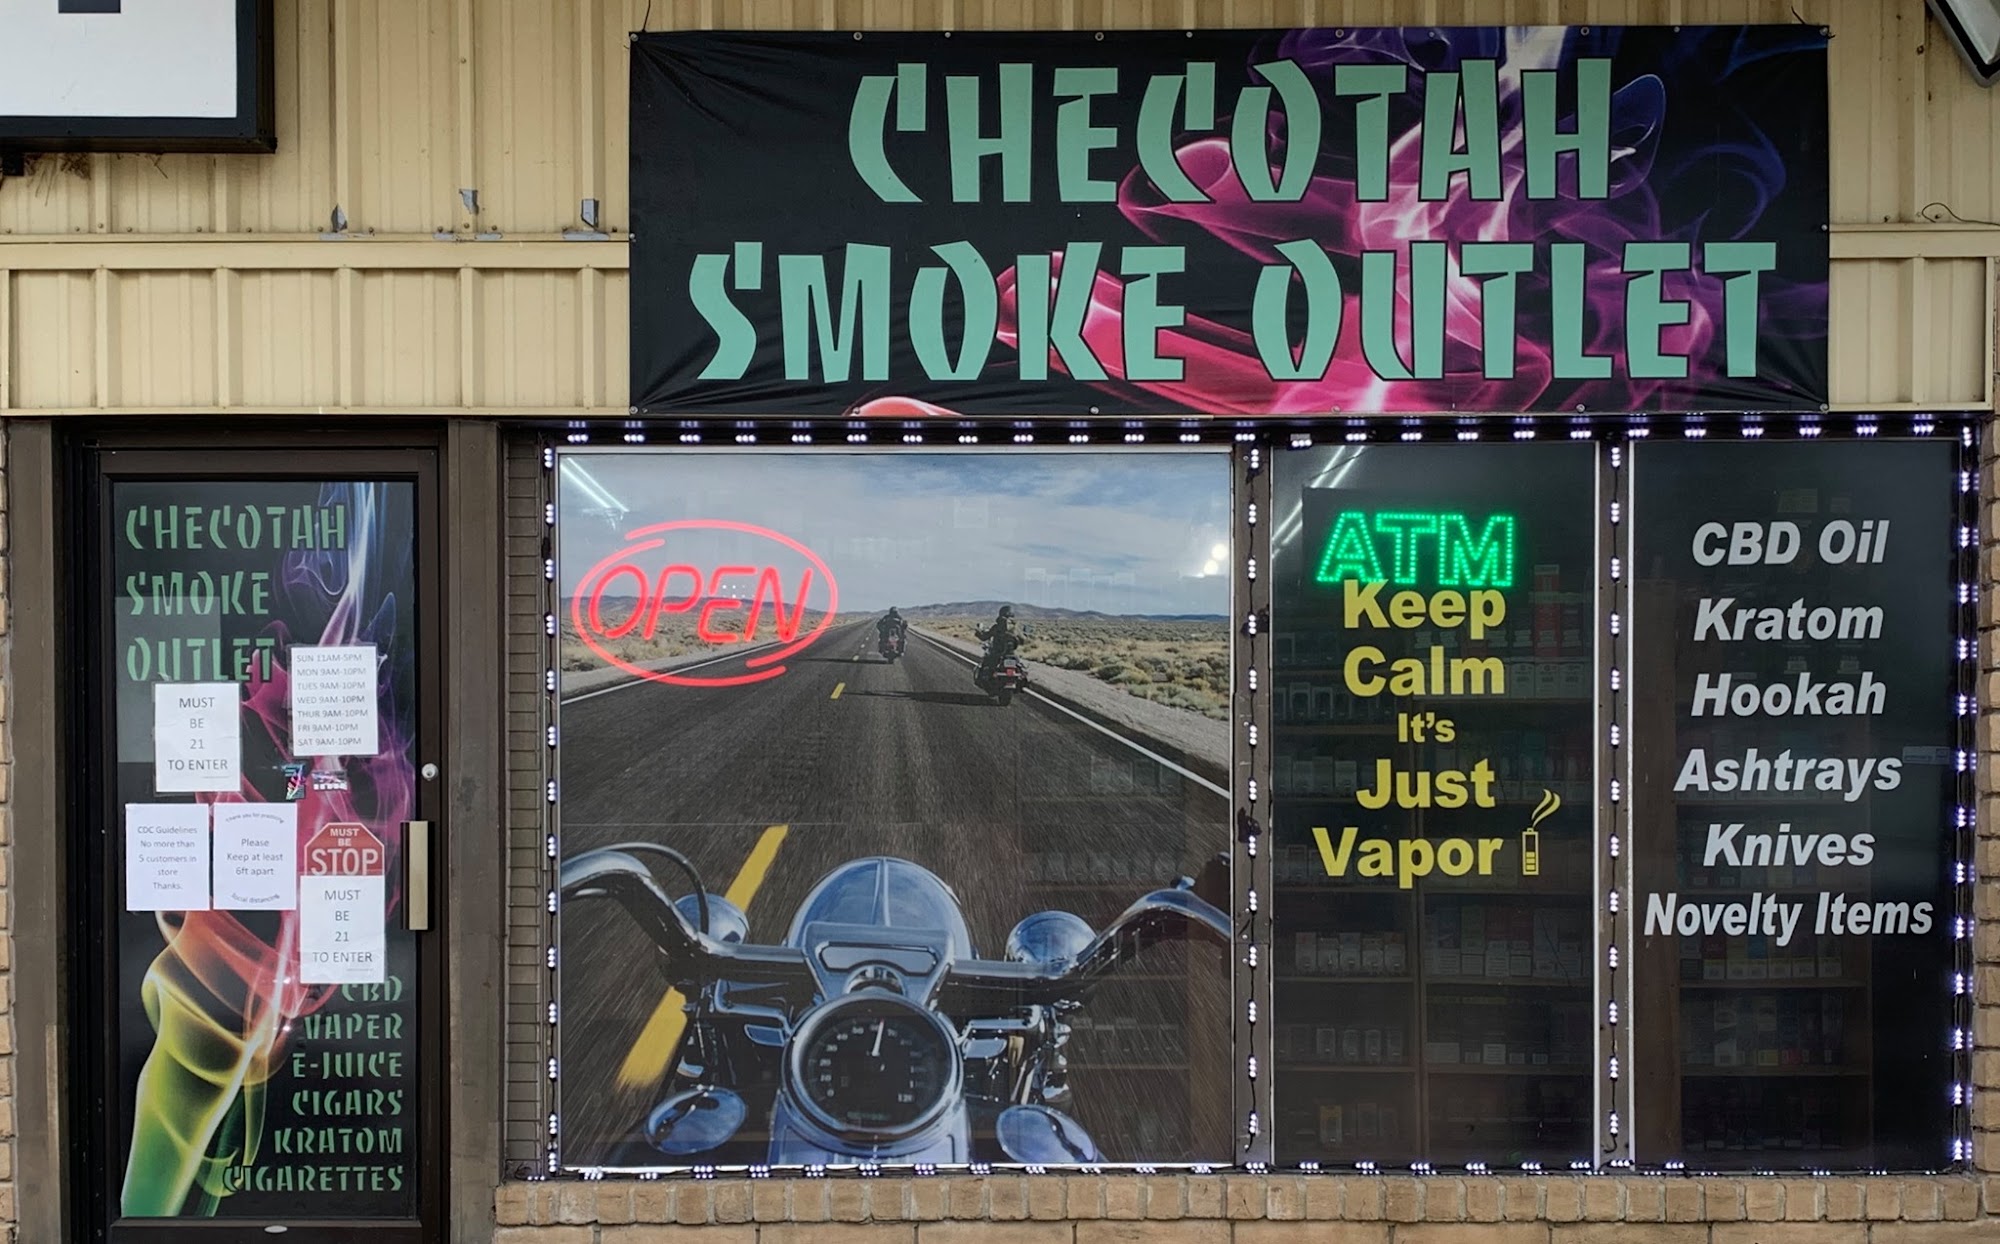 CHECOTAH
SMOKE OUTLET
CHECOTAH
SMOKE
OUTLET
SUN 11AM-5PM
MON 9AM-10PM
TUES 9AM-10PM
WED 9AM-10PM
THUR 9AM-10PM
FRI 9AM-10PM
SAT 9AM-10PM
MUST
BE
21
TO ENTER
CDC Guidelines
No more than
5 customers in
store
Thanks.
Thank you for practicing
Please
Keep at least
6ft apart
Social distancing
MUST
BE
STOP
MUST
BE
21
TO ENTER
CBD
VAPER
E-JUICE
CIGARS
KRATOM
CIGARETTES
OPEN
ATM
Keep
Calm
It's
Just
Vapor
CBD Oil
Kratom
Hookah
Ashtrays
Knives
Novelty Items